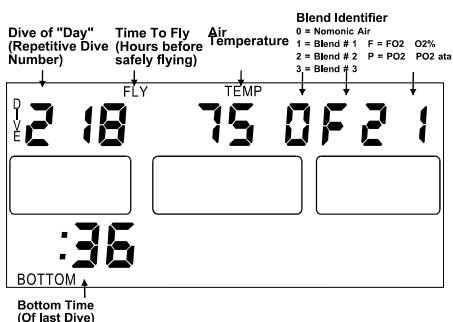 Blend Identifier
Dive of "Day" Time To Fly Air
(Repetitive Dive (Hours before Temperature 0 = Nomonic Air
Number) safely flying) 1 = Blend # 1 F = FO2 O2%
2 = Blend # 2 P = PO2 PO2 ata
3 = Blend # 3
FLY TEMP
DIVE 2 18 75 0F21
:36
BOTTOM
Bottom Time
(Of last Dive)